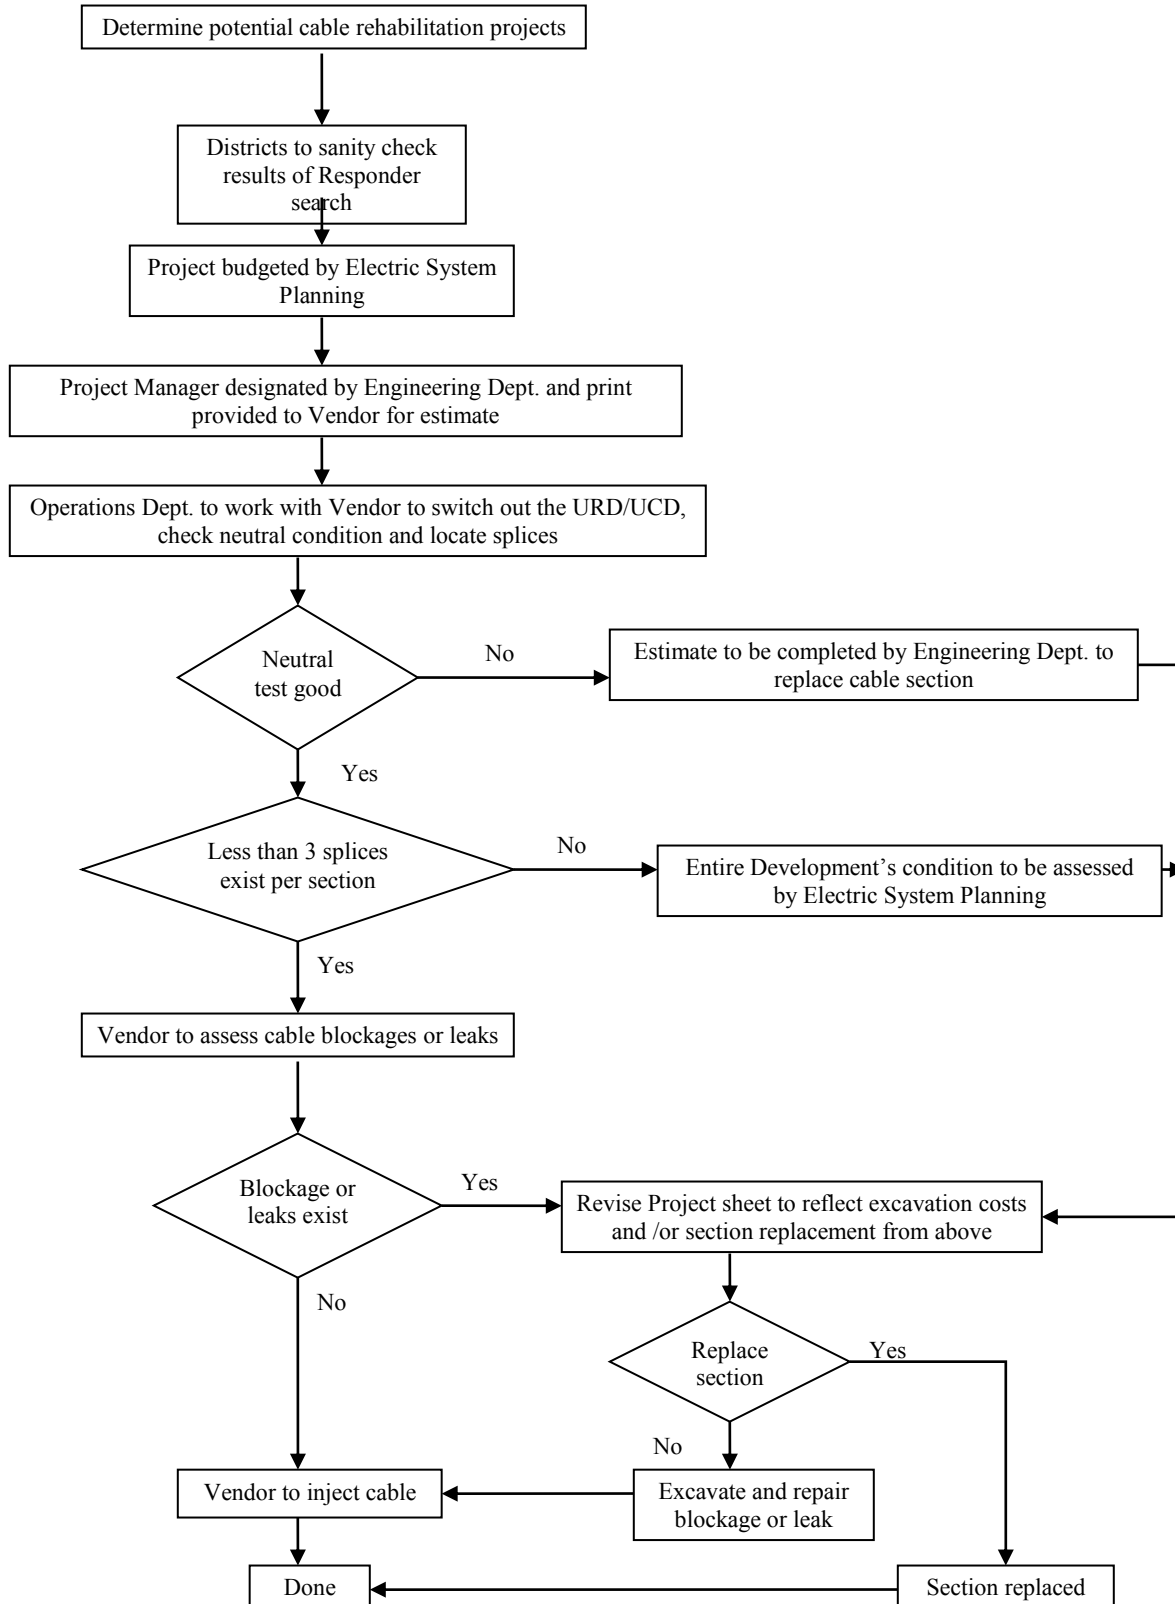 Determine potential cable rehabilitation projects
Districts to sanity check
results of Responder
search
Project budgeted by Electric System
Planning
Project Manager designated by Engineering Dept. and print
provided to Vendor for estimate
Operations Dept. to work with Vendor to switch out the URD/UCD,
check neutral condition and locate splices
Neutral
test good
No
Estimate to be completed by Engineering Dept. to
replace cable section
Yes
Less than 3 splices
exist per section
No
Entire Development’s condition to be assessed
by Electric System Planning
Yes
Vendor to assess cable blockages or leaks
Blockage or
leaks exist
Yes
Revise Project sheet to reflect excavation costs
and /or section replacement from above
No
Replace
section
Yes
No
Vendor to inject cable
Excavate and repair
blockage or leak
Done
Section replaced